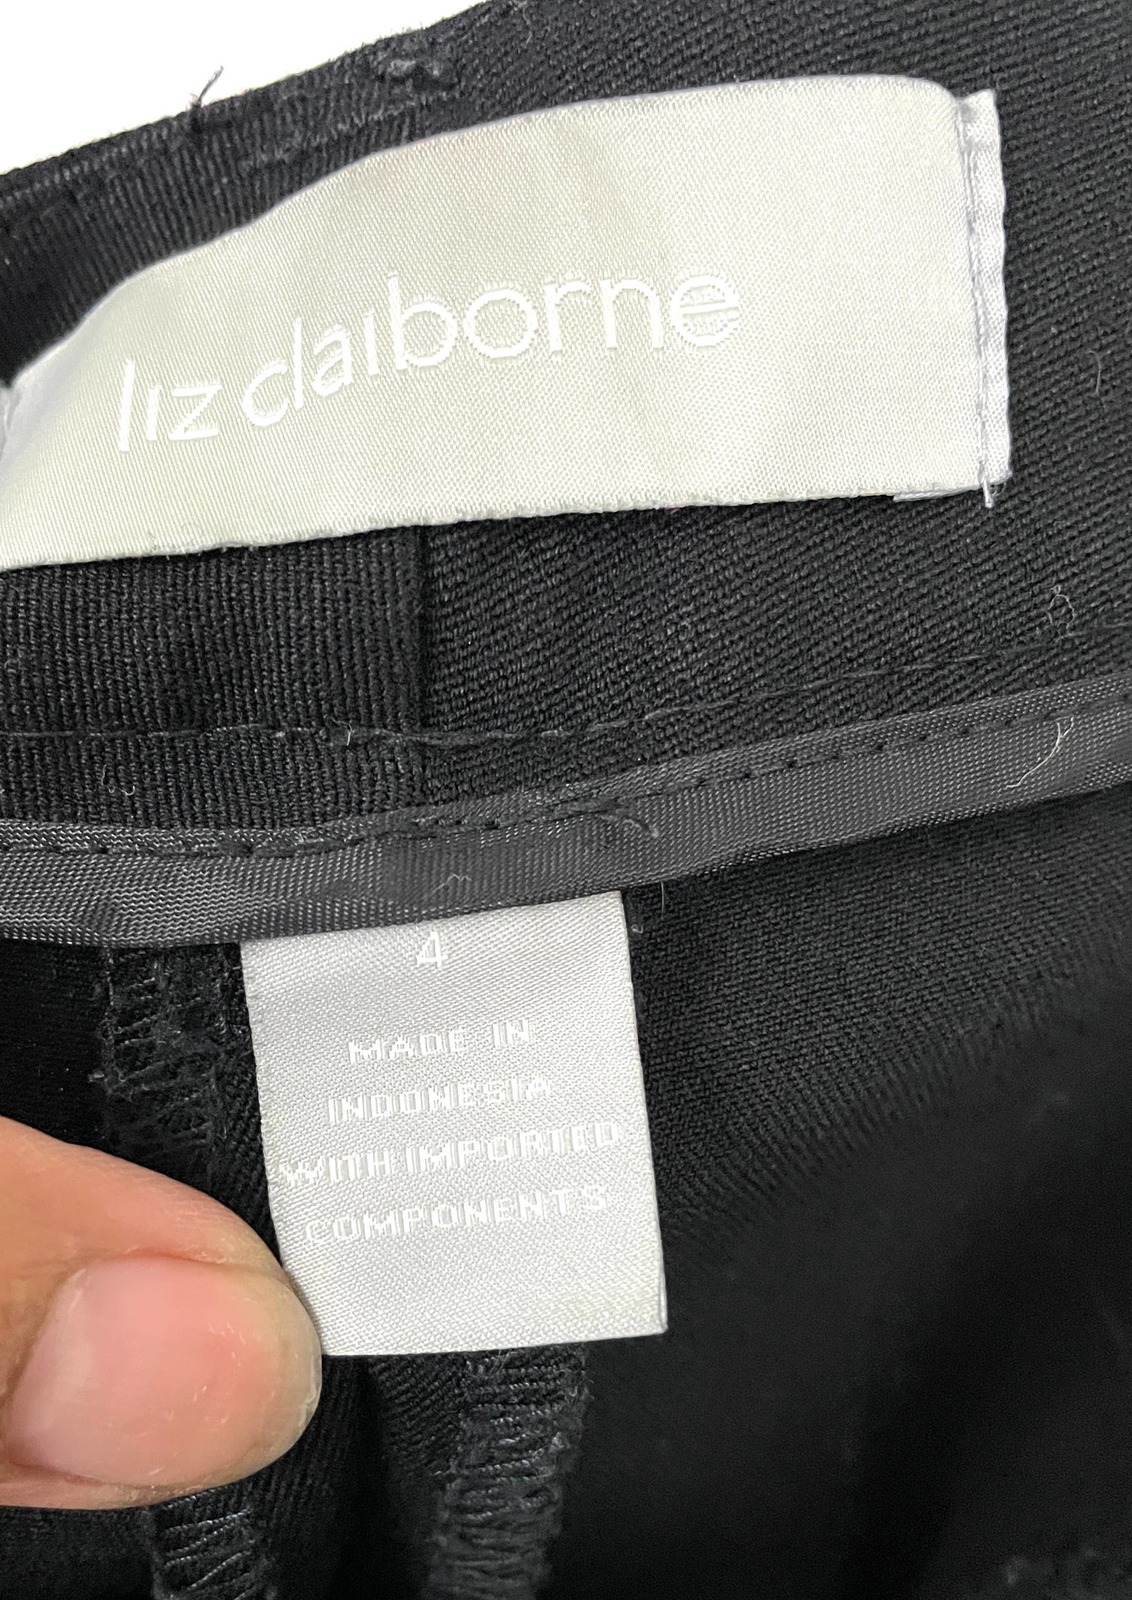 liz claiborne
4
MADE IN
INDONESIA
WITH IMPORTED
COMPONENTS